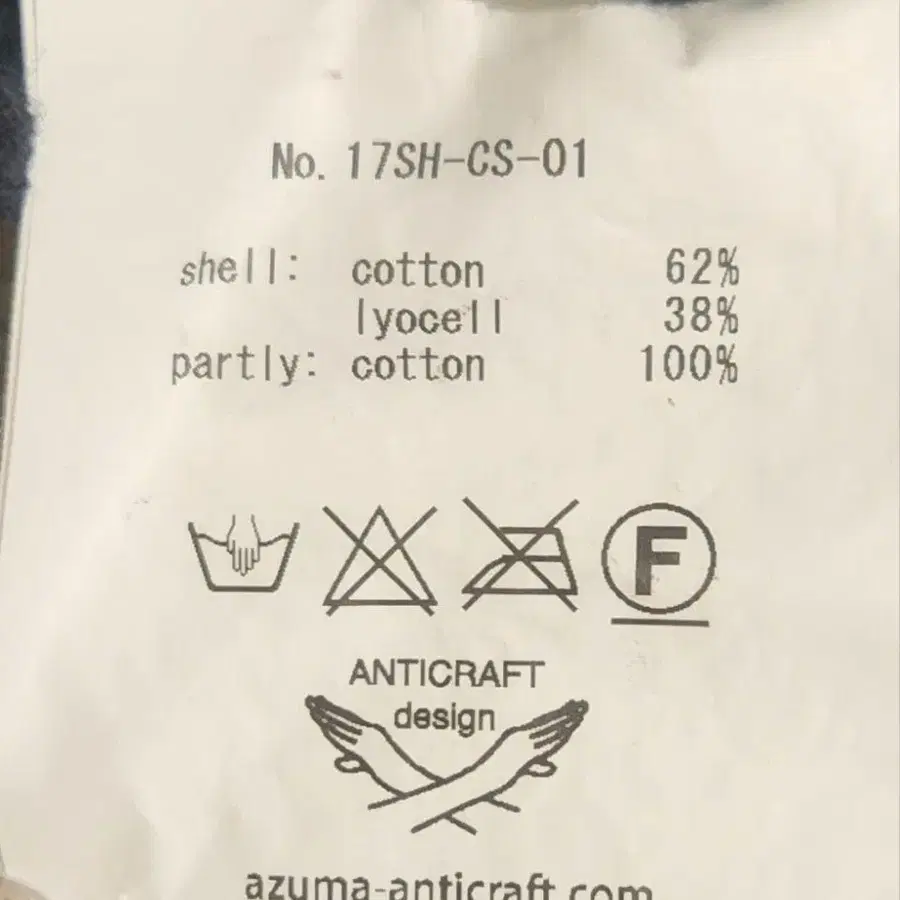 No. 17SH-CS-01
shell: cotton 62%
lyocell 38%
partly: cotton 100%
F
ANTICRAFT
design
azuma-anticraft.com